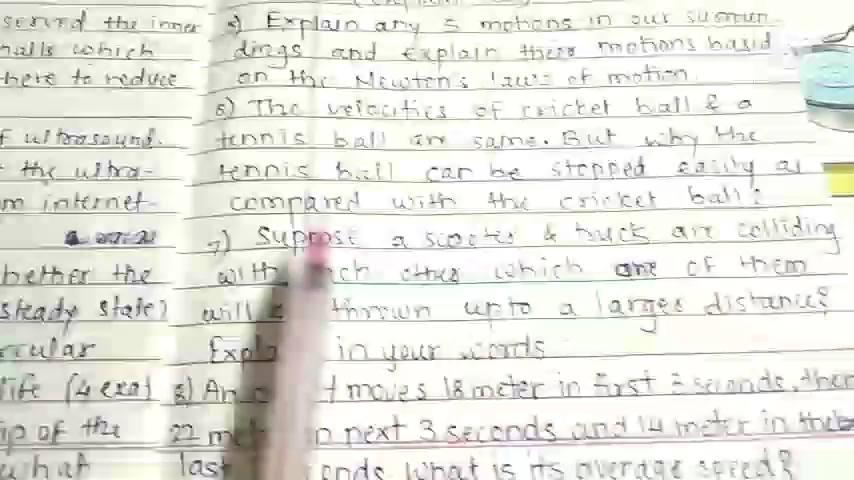 served the inner
halls which
here to reduce
f ultrasound.
the ultra-
m internet-
hether the
steady state)
rcular
life (4 exa)
ip of the
what
5) Explain any 5 motions in our surroun-
dings and explain these motions based
on the Newton's laws of motion.
6) The velocities of cricket ball & a
tennis ball are same. But why the
tennis ball can be stopped easily as
compared with the cricket ball?
7) Suppose a scooter & truck are colliding
with each other which one of them
will thrown upto a larger distance?
in your words
8) An moves 18 meter in first 3 seconds, then
22 in next 3 seconds and 14 meter in the
last what is its average speed?